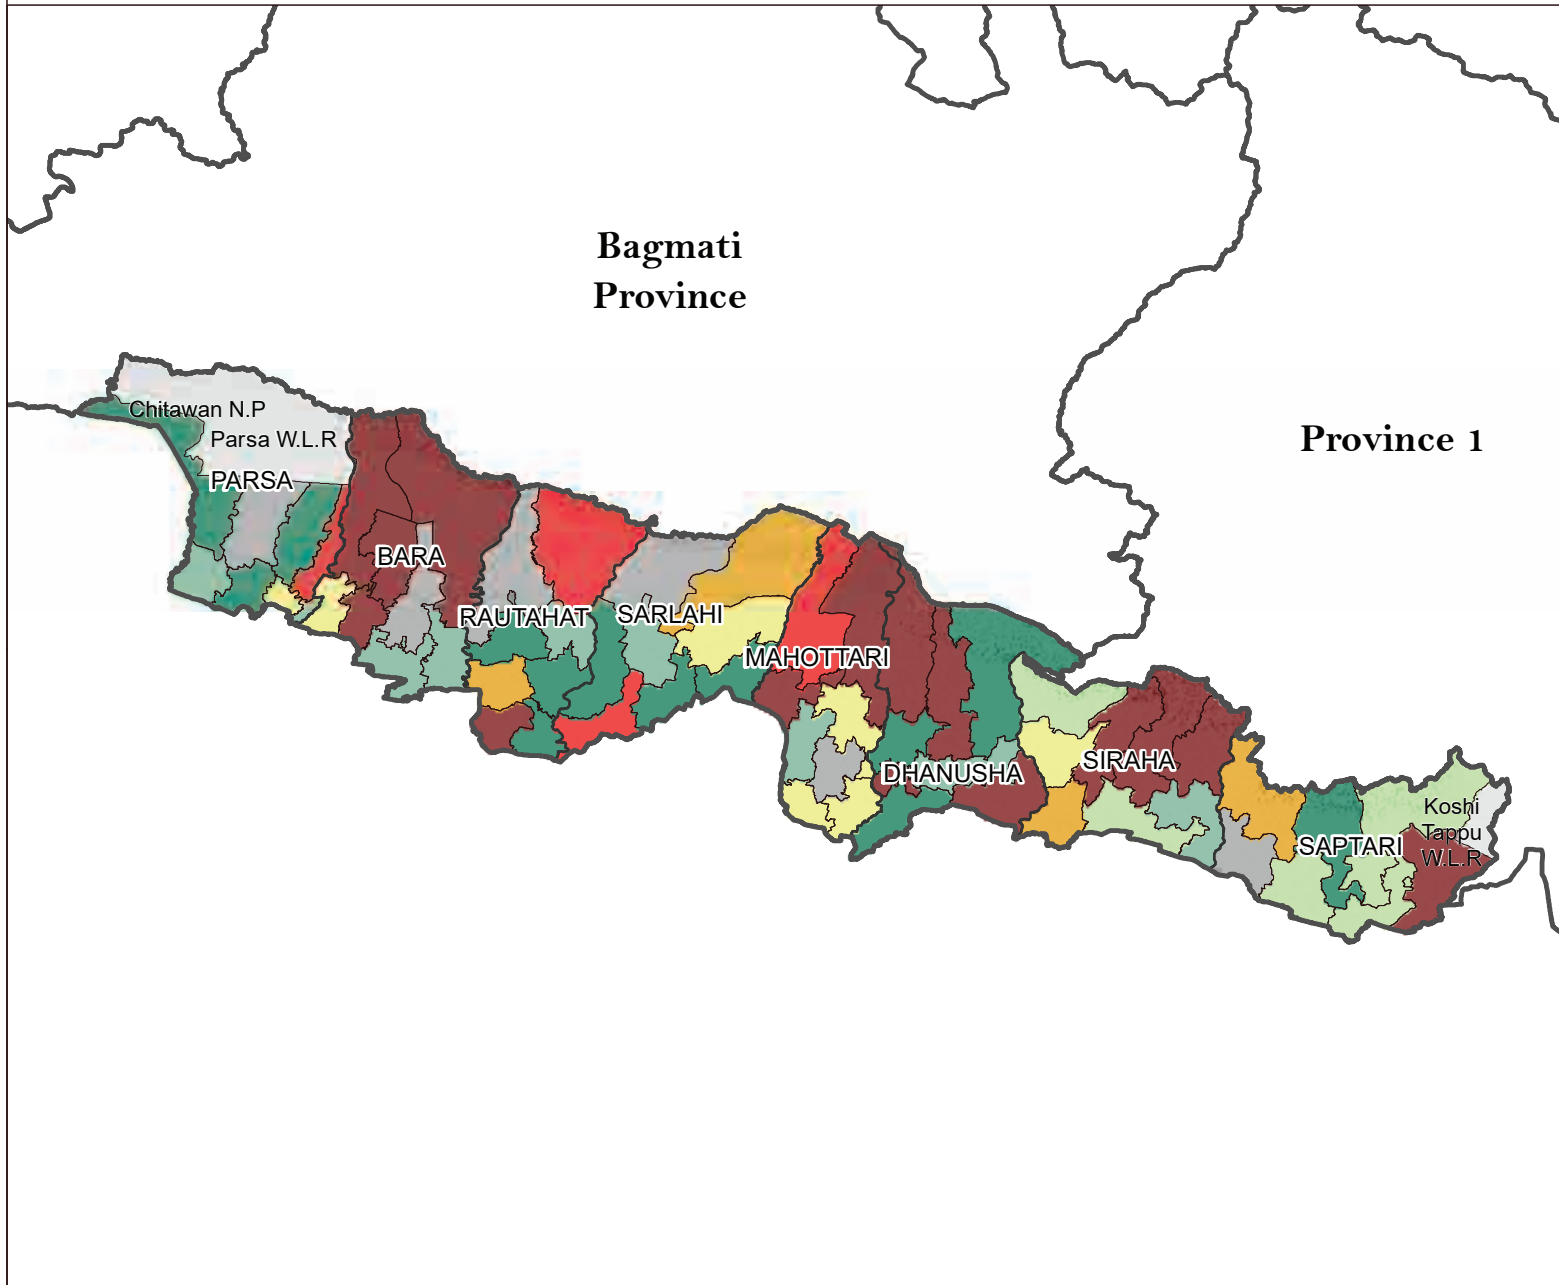 Bagmati
Province
Chitawan N.P
Parsa W.L.R
Province 1
PARSA
BARA
RAUTAHAT
SARLAHI
MAHOTTARI
DHANUSHA
SIRAHA
Koshi
Tappu
W.L.R
SAPTARI